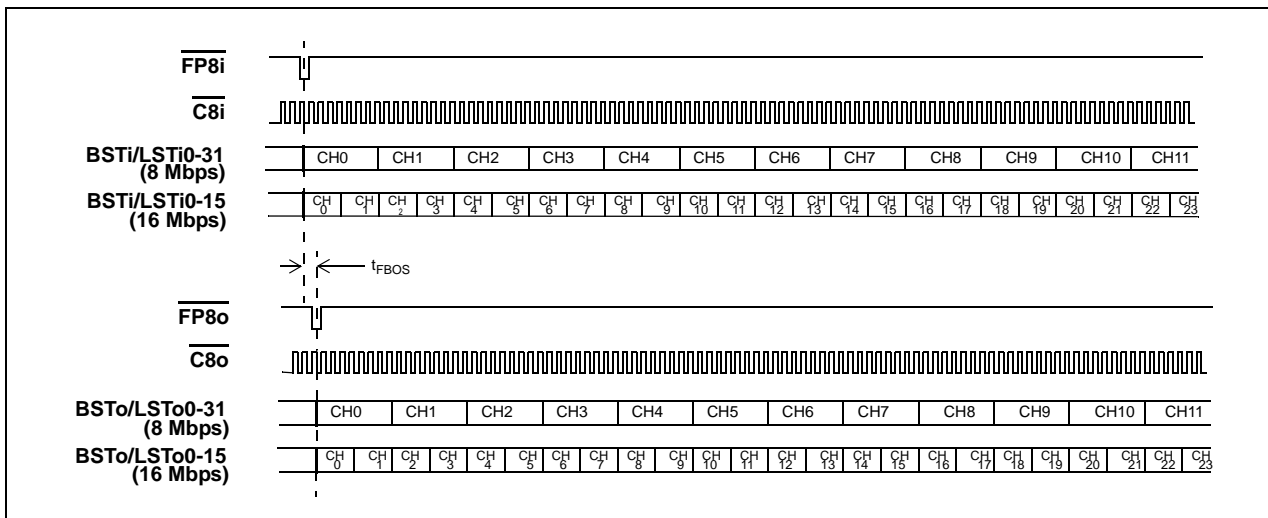 FP8i
C8i
BSTi/LSTi0-31
(8 Mbps)
CH0 CH1 CH2 CH3 CH4 CH5 CH6 CH7 CH8 CH9 CH10 CH11
BSTi/LSTi0-15
(16 Mbps)
CH 0 CH 1 CH 2 CH 3 CH 4 CH 5 CH 6 CH 7 CH 8 CH 9 CH 10 CH 11 CH 12 CH 13 CH 14 CH 15 CH 16 CH 17 CH 18 CH 19 CH 20 CH 21 CH 22 CH 23
tFBOS
FP8o
C8o
BSTo/LSTo0-31
(8 Mbps)
CH0 CH1 CH2 CH3 CH4 CH5 CH6 CH7 CH8 CH9 CH10 CH11
BSTo/LSTo0-15
(16 Mbps)
CH 0 CH 1 CH 2 CH 3 CH 4 CH 5 CH 6 CH 7 CH 8 CH 9 CH 10 CH 11 CH 12 CH 13 CH 14 CH 15 CH 16 CH 17 CH 18 CH 19 CH 20 CH 21 CH 22 CH 23